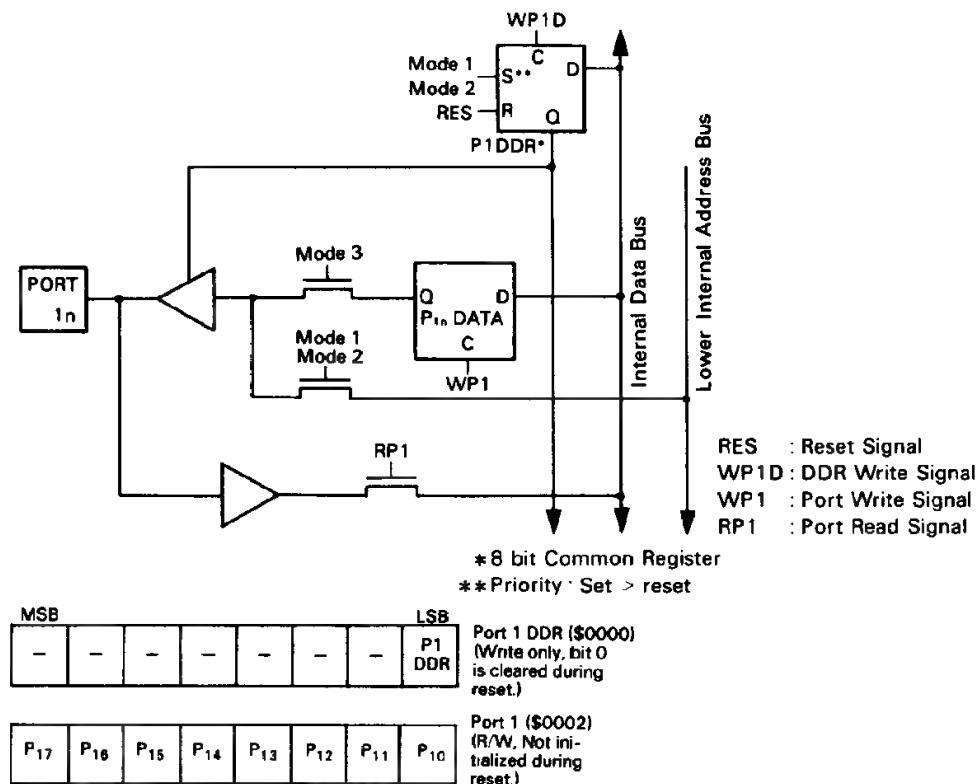 WP1D
C
Mode 1
Mode 2
S**
D
RES
R
Q
P1DDR*
Internal Data Bus
Lower Internal Address Bus
Mode 3
PORT
1n
Q
D
P1n DATA
C
Mode 1
Mode 2
WP1
RP1
RES : Reset Signal
WP1D : DDR Write Signal
WP1 : Port Write Signal
RP1 : Port Read Signal
*8 bit Common Register
**Priority : Set > reset
MSB
LSB
– – – – – – – P1 DDR
Port 1 DDR ($0000)
(Write only, bit 0
is cleared during
reset.)
P17 P16 P15 P14 P13 P12 P11 P10
Port 1 ($0002)
(R/W, Not ini-
tialized during
reset.)